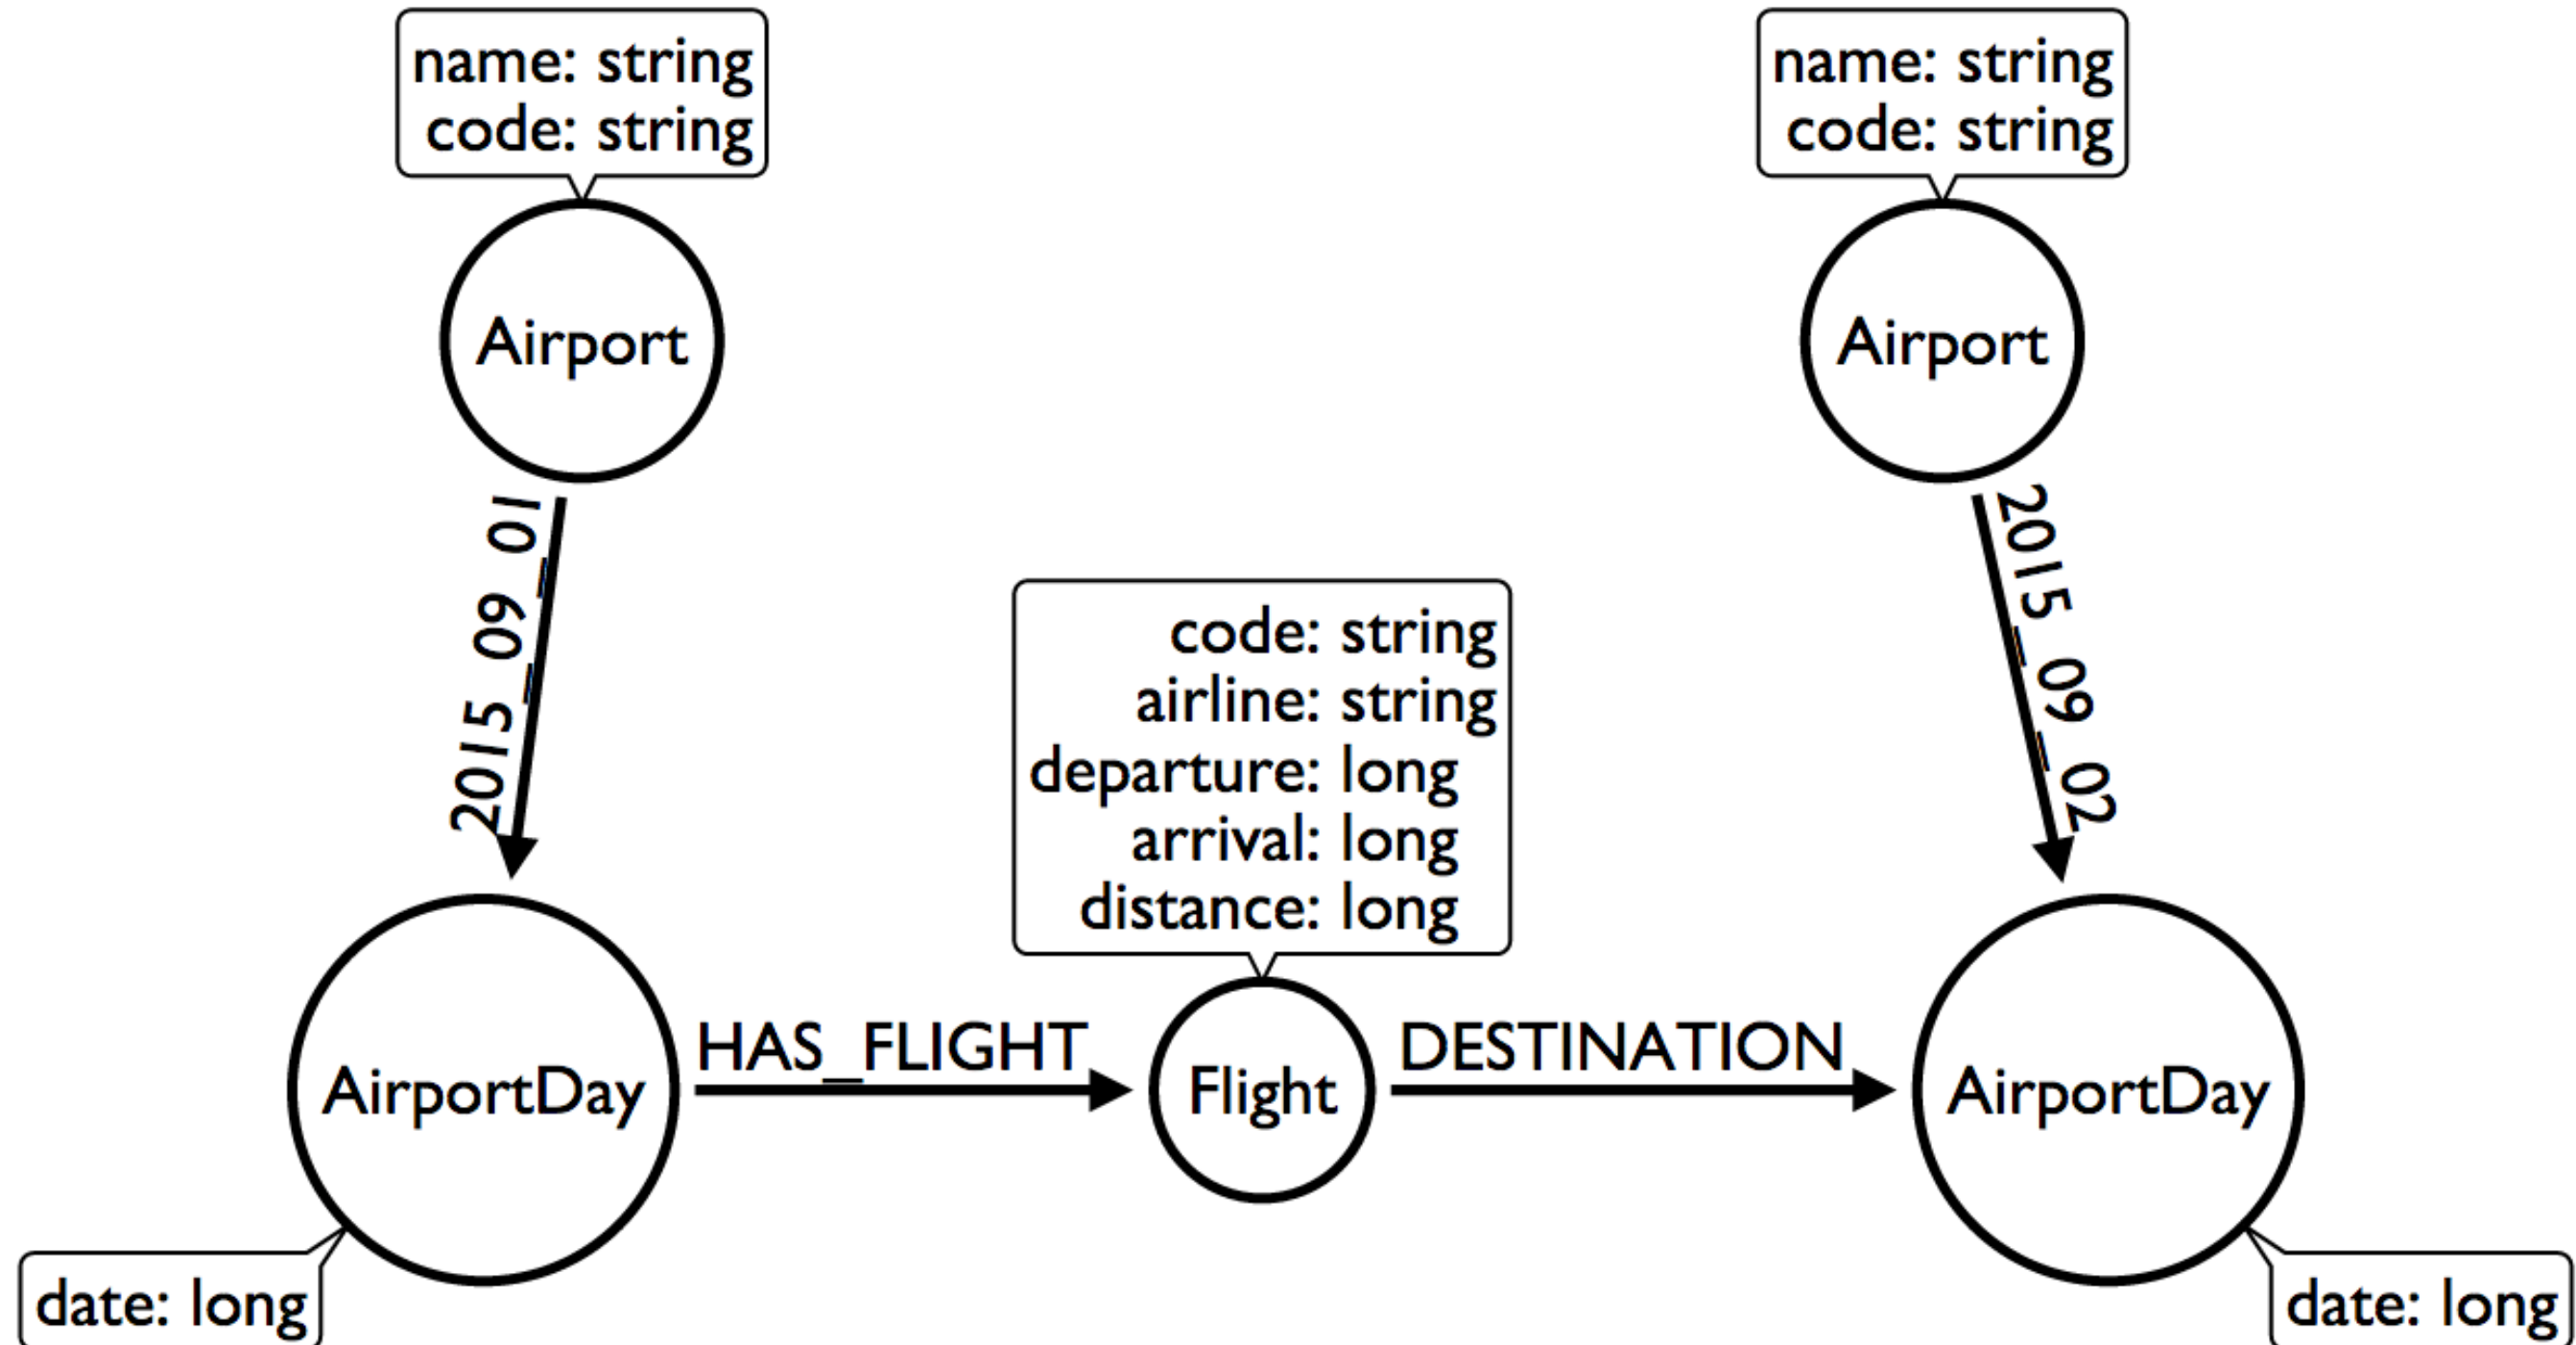 name: string
code: string
name: string
code: string
Airport
Airport
2015_09_01
2015_09_02
code: string
airline: string
departure: long
arrival: long
distance: long
AirportDay
HAS_FLIGHT
Flight
DESTINATION
AirportDay
date: long
date: long